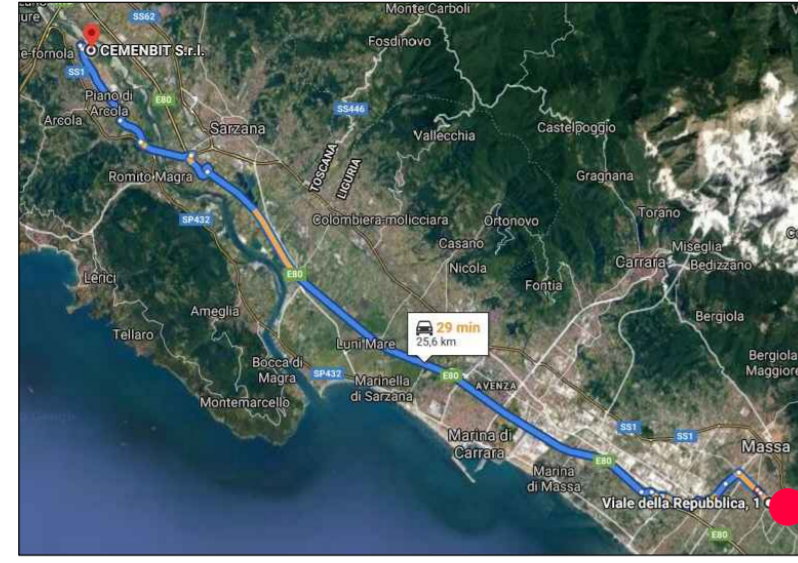 Monte Carboli
SS62
Fosdinovo
CEMENBIT S.r.l.
e-fornola
SS1
Piano di
Arcola
E80
SS446
Arcola
Sarzana
Vallecchia
Castelpoggio
TOSCANA
LIGURIA
Gragnana
Romito Magra
SP432
Colombiera-molicciara
Ortonovo
Torano
Casano
Miseglia
Nicola
Carrara
Bedizzano
E80
Lerici
Fontia
Ameglia
Bergiola
29 min
25,6 km
Tellaro
Luni Mare
Bergiola
Maggiore
Bocca di
Magra
SP432
Marinella
di Sarzana
E80
AVENZA
Montemarcello
SS1
SS1
Marina di
Carrara
Massa
E80
Marina
di Massa
Viale della Repubblica, 1
E80